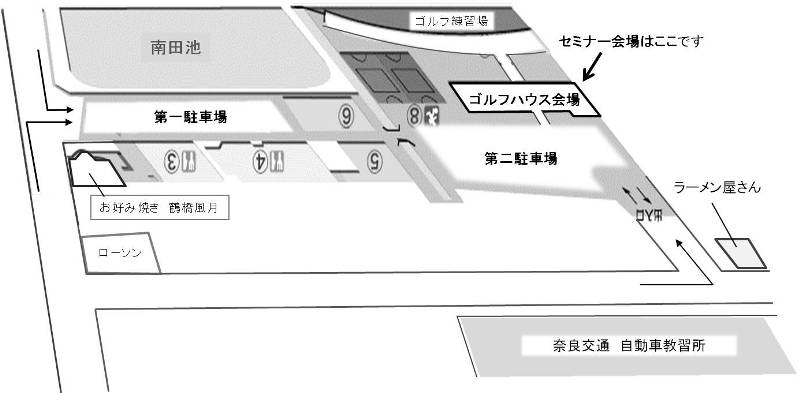 ゴルフ練習場
南田池
セミナー会場はここです
ゴルフハウス会場
第一駐車場
⑥
⑧
第二駐車場
③
④
⑤
ラーメン屋さん
お好み焼き 鶴橋風月
ローソン
奈良交通 自動車教習所